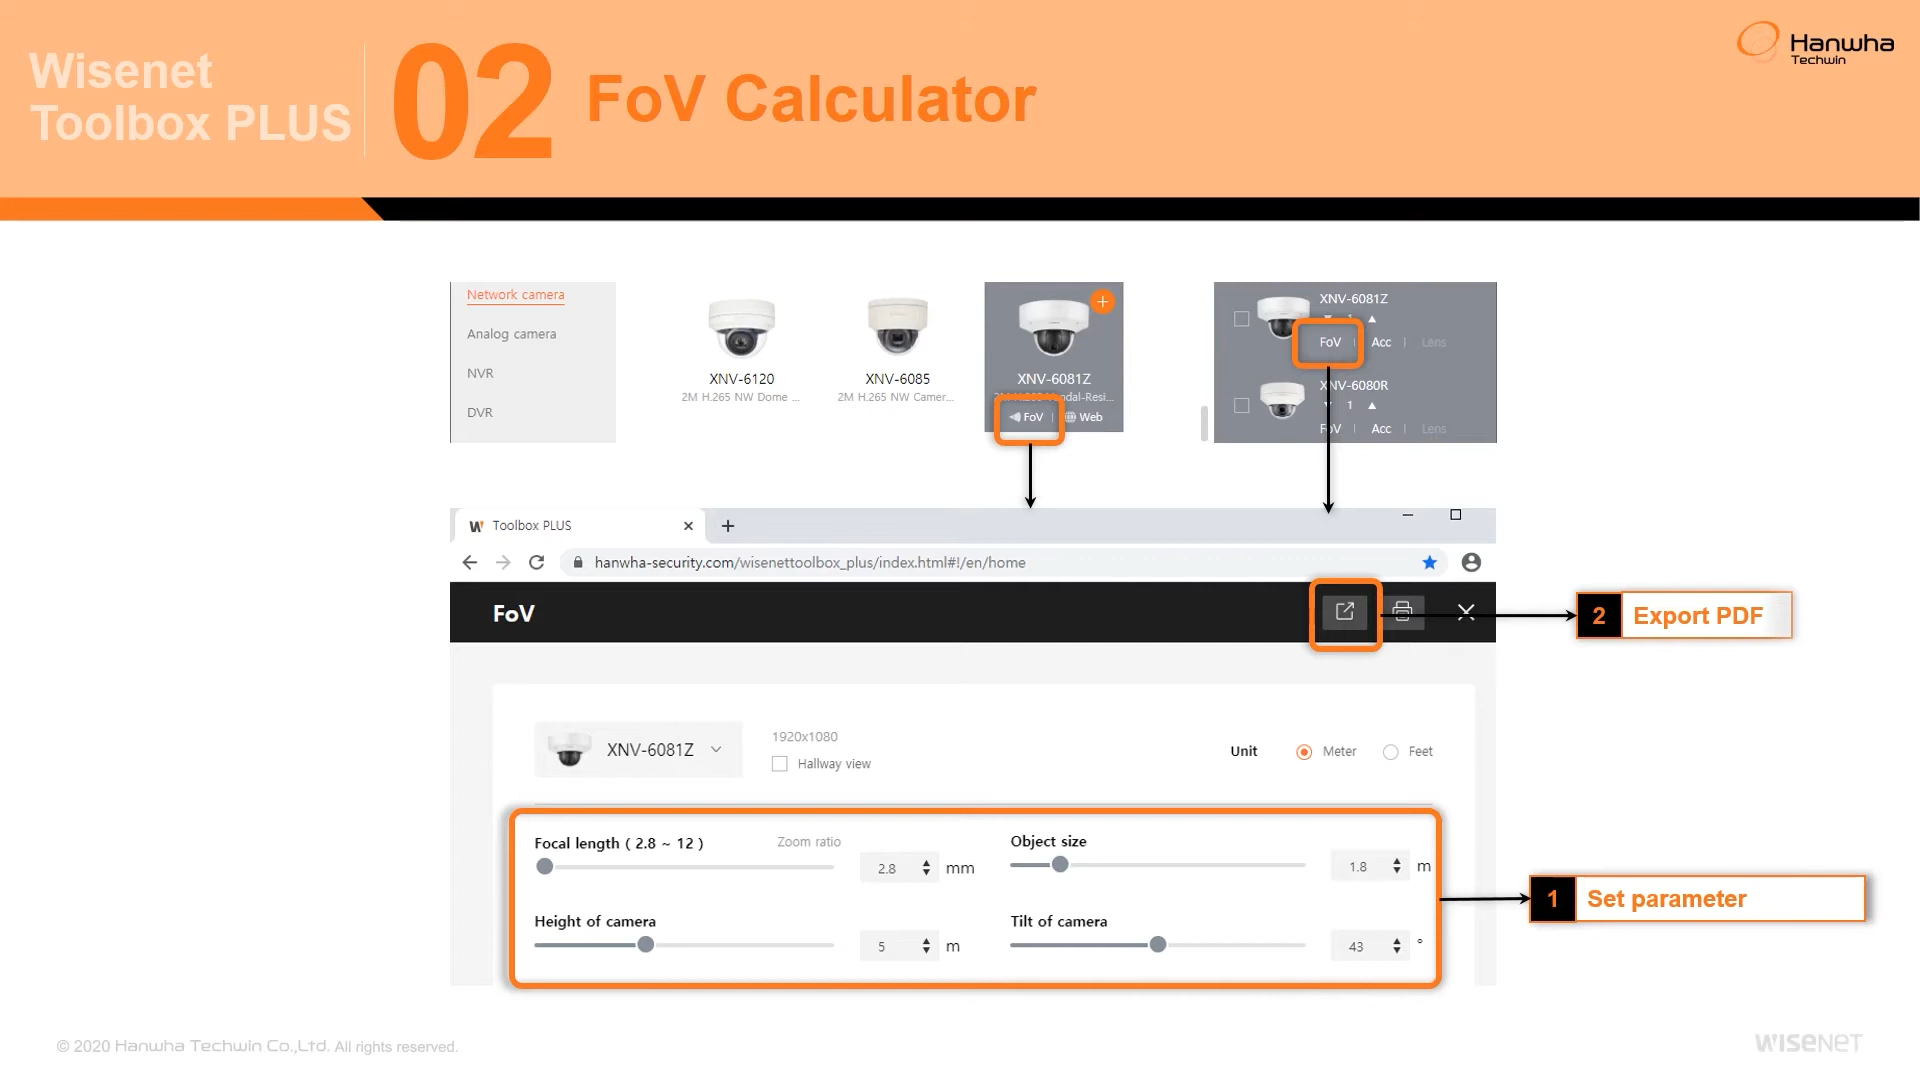 Wisenet
Toolbox PLUS
02
FoV Calculator
Hanwha
Techwin
Network camera
Analog camera
NVR
DVR
XNV-6120
2M H.265 NW Dome ...
XNV-6085
2M H.265 NW Camer...
XNV-6081Z
FoV
Web
XNV-6081Z
FoV | Acc | Lens
XNV-6080R
1
FoV | Acc | Lens
Toolbox PLUS
hanwha-security.com/wisenettoolbox_plus/index.html#!/en/home
FoV
2 Export PDF
XNV-6081Z
1920x1080
Hallway view
Unit
Meter
Feet
Focal length ( 2.8 ~ 12 )
Zoom ratio
2.8 mm
Object size
1.8 m
Height of camera
5 m
Tilt of camera
43 °
1 Set parameter
© 2020 Hanwha Techwin Co.,Ltd. All rights reserved.
WISENET